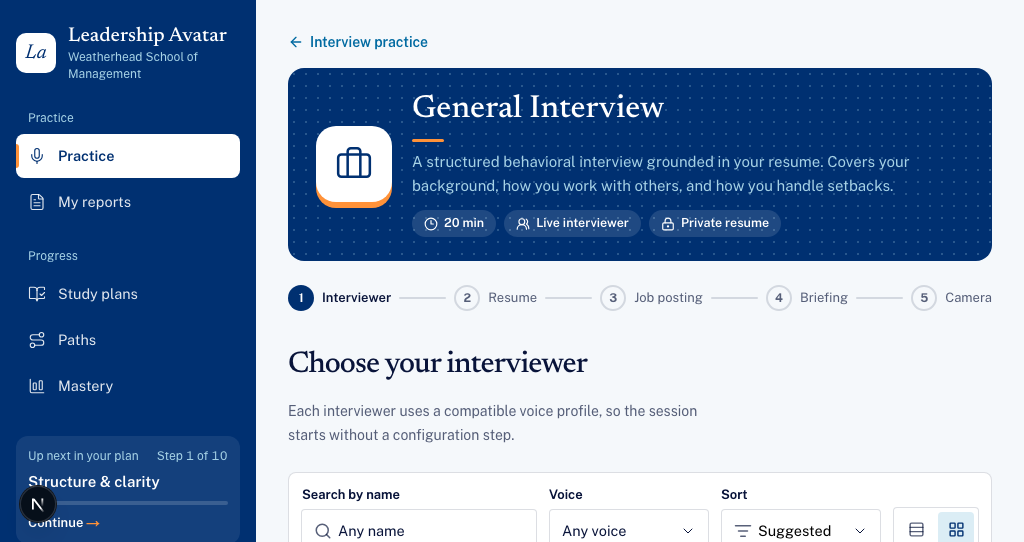 La
Leadership Avatar
Weatherhead School of
Management
Practice
Practice
My reports
Progress
Study plans
Paths
Mastery
Up next in your plan
Step 1 of 10
Structure & clarity
N
Continue →
← Interview practice
General Interview
A structured behavioral interview grounded in your resume. Covers your
background, how you work with others, and how you handle setbacks.
20 min
Live interviewer
Private resume
1 Interviewer
2 Resume
3 Job posting
4 Briefing
5 Camera
Choose your interviewer
Each interviewer uses a compatible voice profile, so the session
starts without a configuration step.
Search by name
Voice
Sort
Any name
Any voice
Suggested